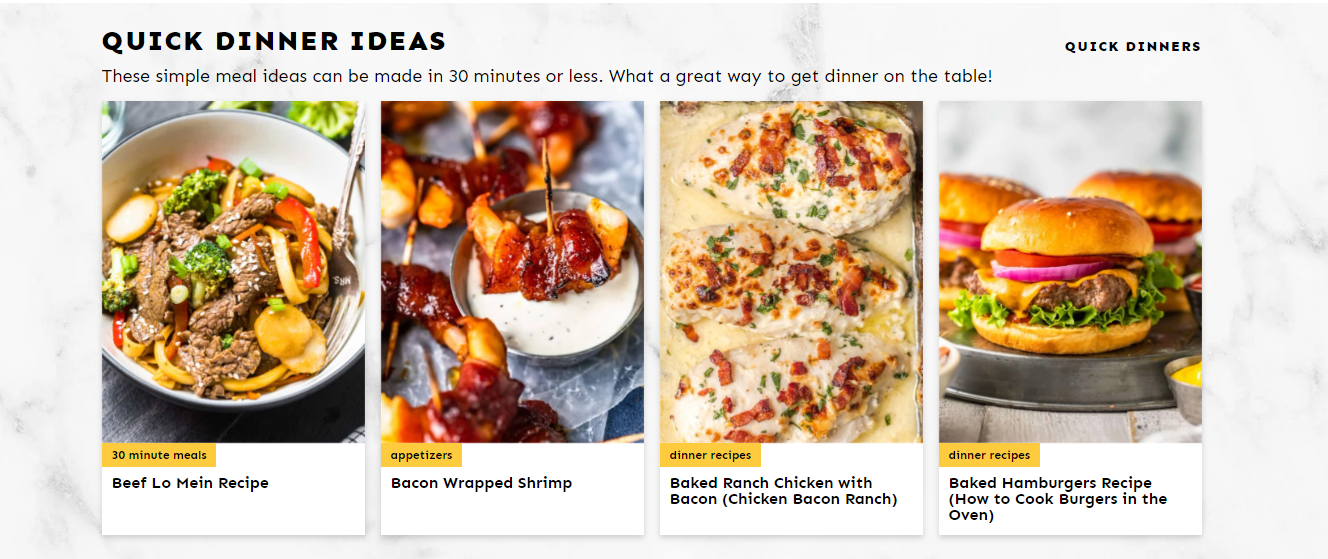 QUICK DINNER IDEAS
QUICK DINNERS
These simple meal ideas can be made in 30 minutes or less. What a great way to get dinner on the table!
MRS.
30 minute meals
Beef Lo Mein Recipe
appetizers
Bacon Wrapped Shrimp
dinner recipes
Baked Ranch Chicken with
Bacon (Chicken Bacon Ranch)
dinner recipes
Baked Hamburgers Recipe
(How to Cook Burgers in the
Oven)